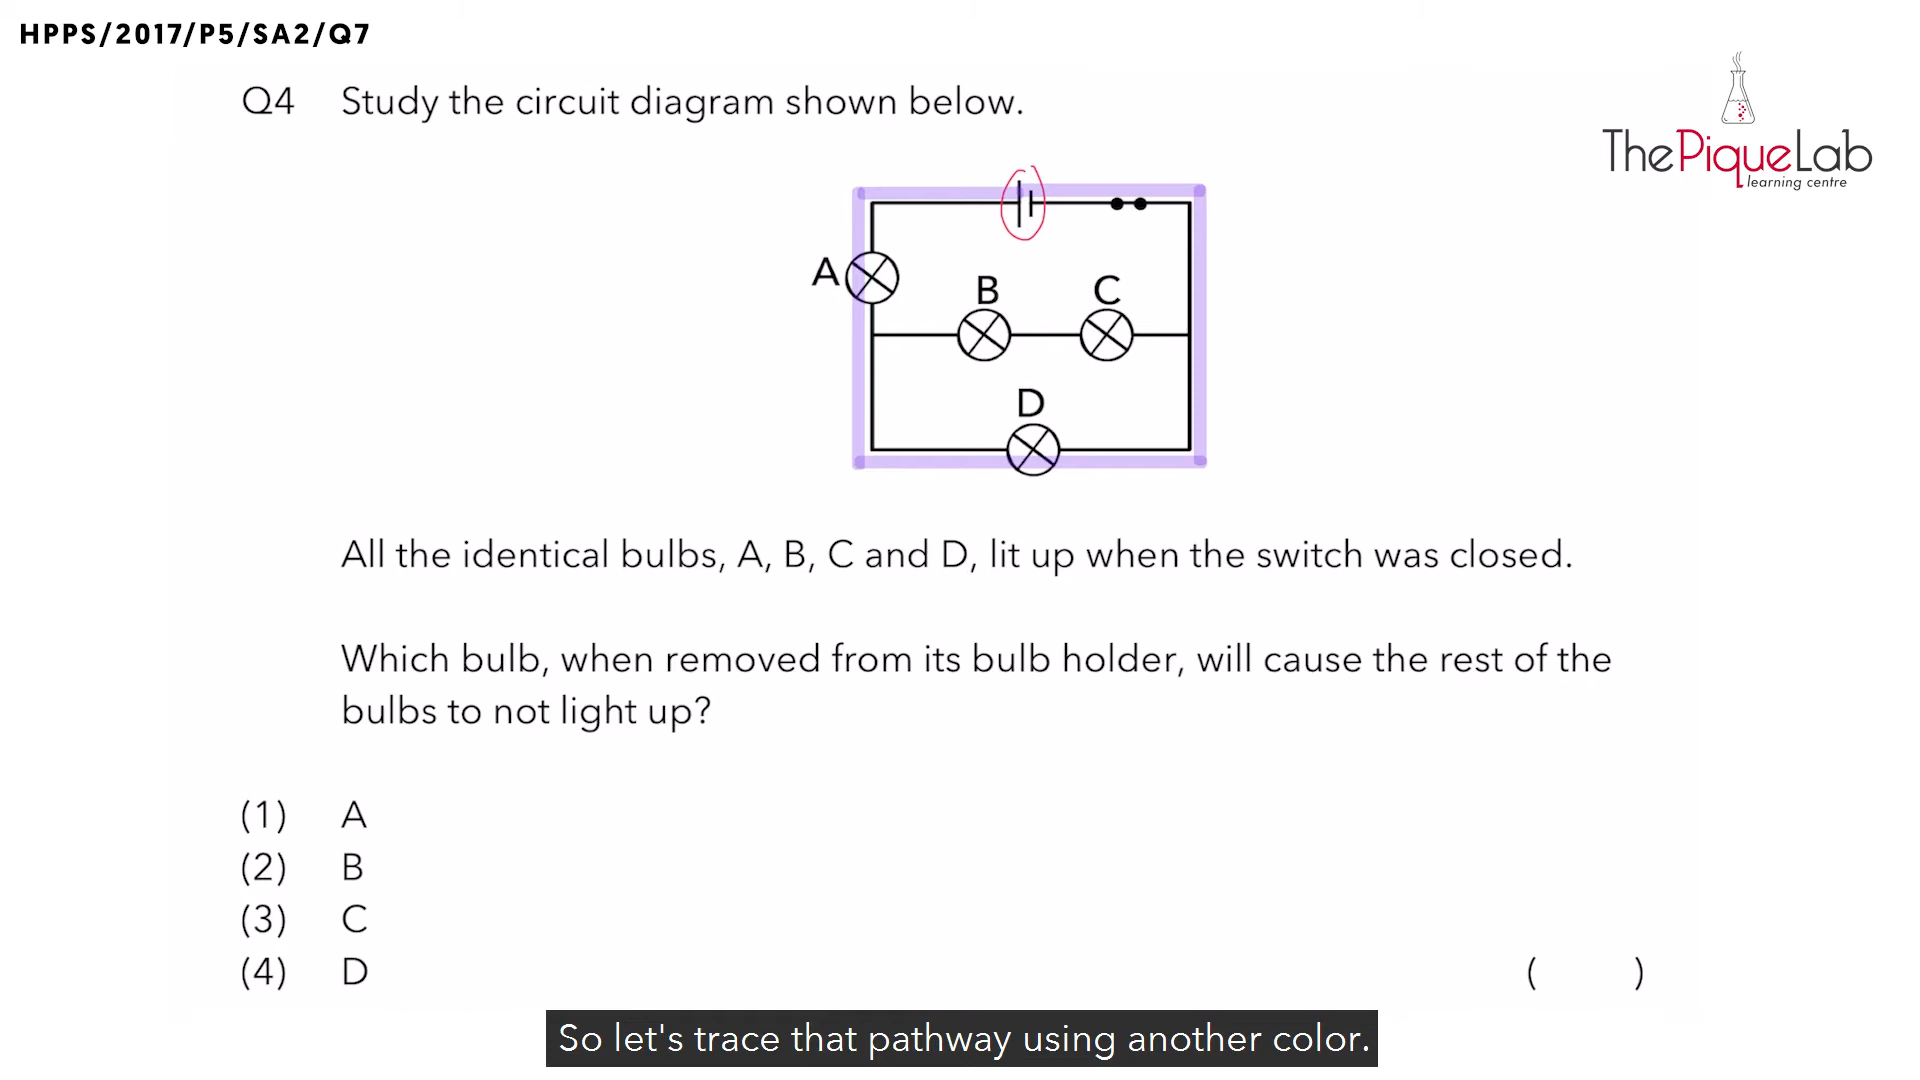 HPPS/2017/P5/SA2/Q7
Q4 Study the circuit diagram shown below.
ThePiqueLab
learning centre
A
B
C
D
All the identical bulbs, A, B, C and D, lit up when the switch was closed.
Which bulb, when removed from its bulb holder, will cause the rest of the
bulbs to not light up?
(1) A
(2) B
(3) C
(4) D
( )
So let's trace that pathway using another color.